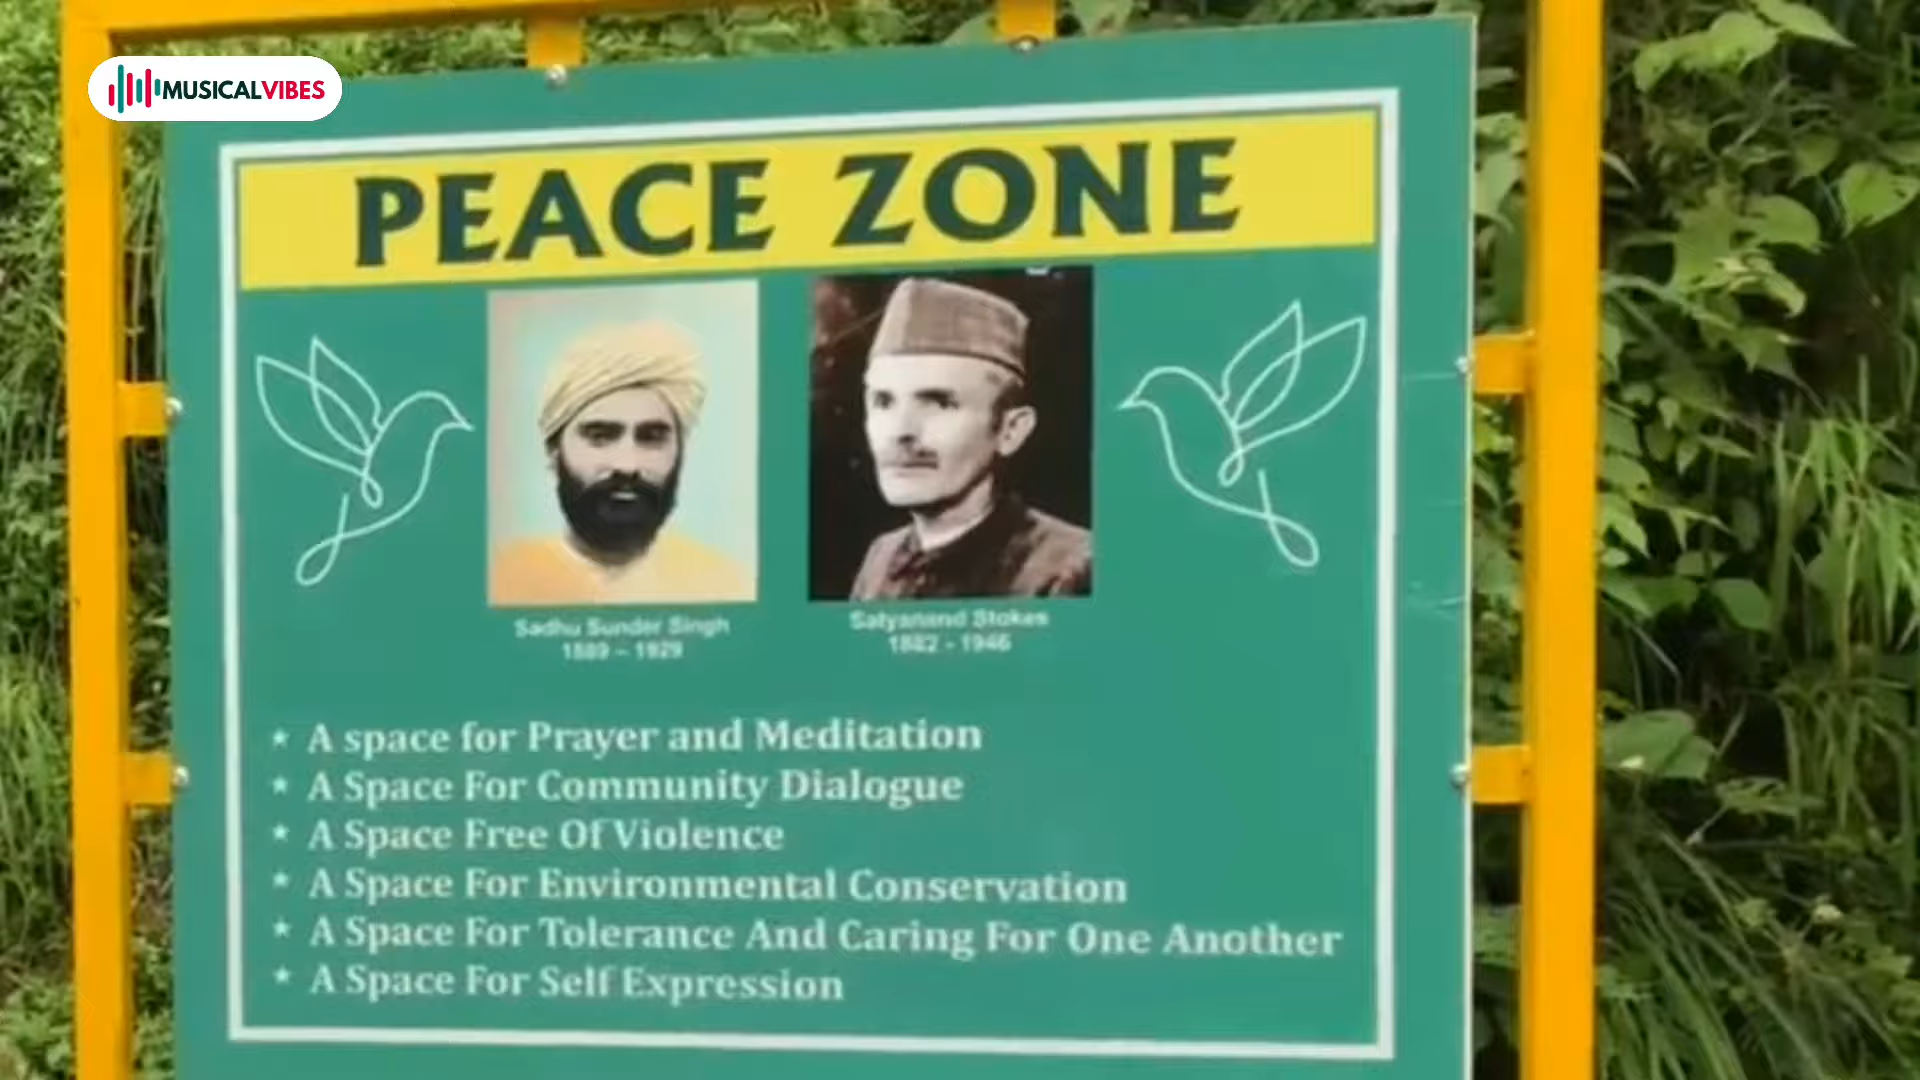 MUSICALVIBES
PEACE ZONE
Sadhu Sunder Singh
1889 – 1929
Satyanand Stokes
1882 - 1946
* A space for Prayer and Meditation
* A Space For Community Dialogue
* A Space Free Of Violence
* A Space For Environmental Conservation
* A Space For Tolerance And Caring For One Another
* A Space For Self Expression